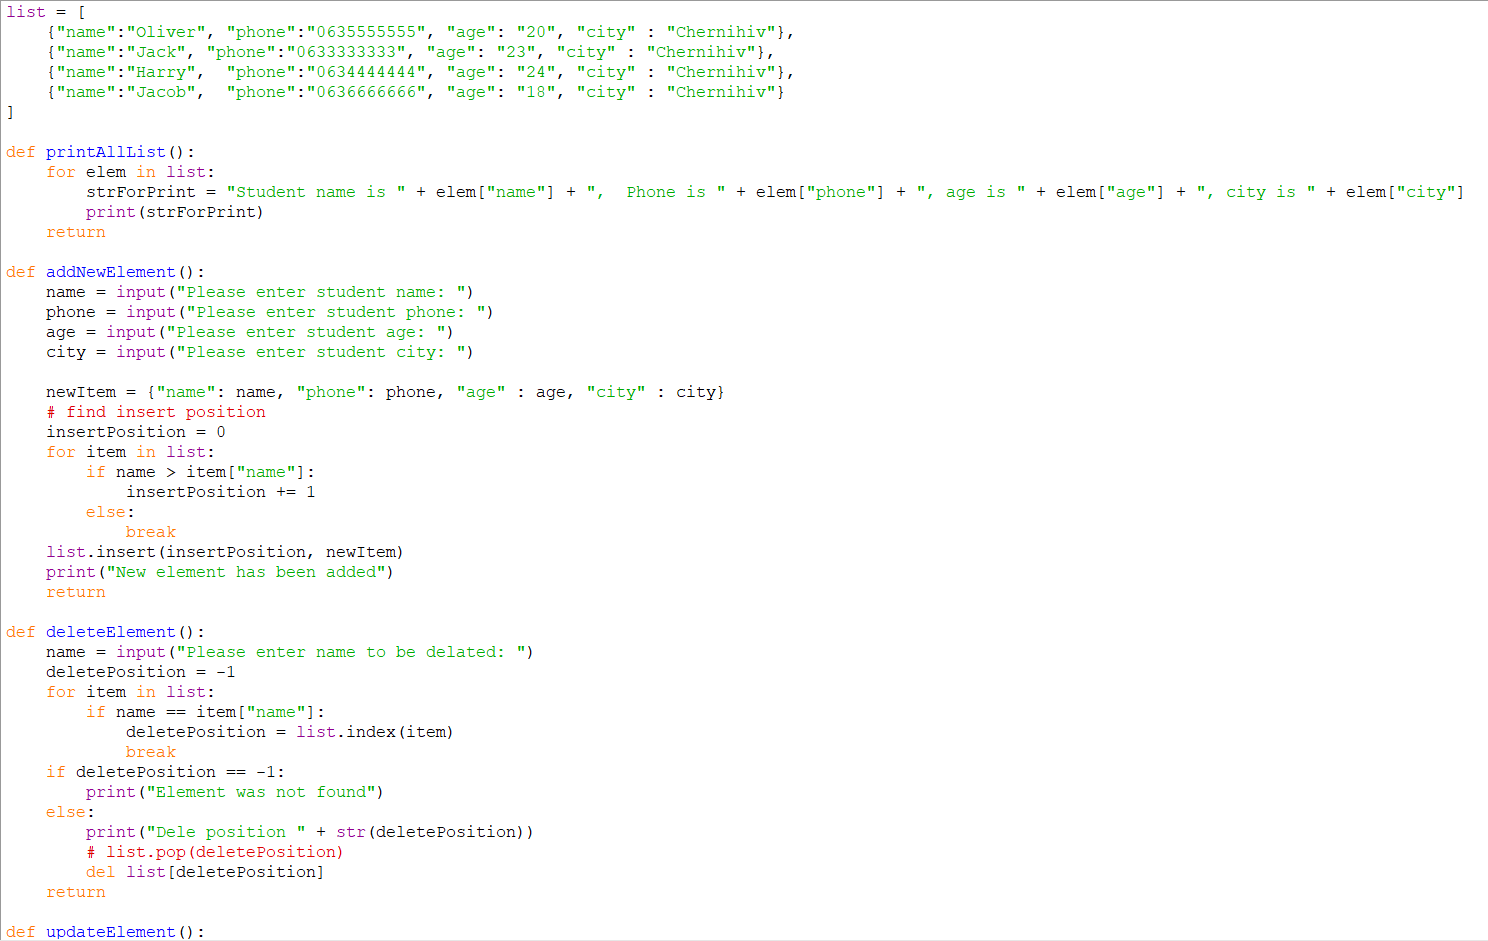 list = [
    {"name":"Oliver", "phone":"0635555555", "age": "20", "city" : "Chernihiv"},
    {"name":"Jack", "phone":"0633333333", "age": "23", "city" : "Chernihiv"},
    {"name":"Harry",  "phone":"0634444444", "age": "24", "city" : "Chernihiv"},
    {"name":"Jacob",  "phone":"0636666666", "age": "18", "city" : "Chernihiv"}
]

def printAllList():
    for elem in list:
        strForPrint = "Student name is " + elem["name"] + ",  Phone is " + elem["phone"] + ", age is " + elem["age"] + ", city is " + elem["city"]
        print(strForPrint)
    return

def addNewElement():
    name = input("Please enter student name: ")
    phone = input("Please enter student phone: ")
    age = input("Please enter student age: ")
    city = input("Please enter student city: ")

    newItem = {"name": name, "phone": phone, "age" : age, "city" : city}
    # find insert position
    insertPosition = 0
    for item in list:
        if name > item["name"]:
            insertPosition += 1
        else:
            break
    list.insert(insertPosition, newItem)
    print("New element has been added")
    return

def deleteElement():
    name = input("Please enter name to be delated: ")
    deletePosition = -1
    for item in list:
        if name == item["name"]:
            deletePosition = list.index(item)
            break
    if deletePosition == -1:
        print("Element was not found")
    else:
        print("Dele position " + str(deletePosition))
        # list.pop(deletePosition)
        del list[deletePosition]
    return

def updateElement():